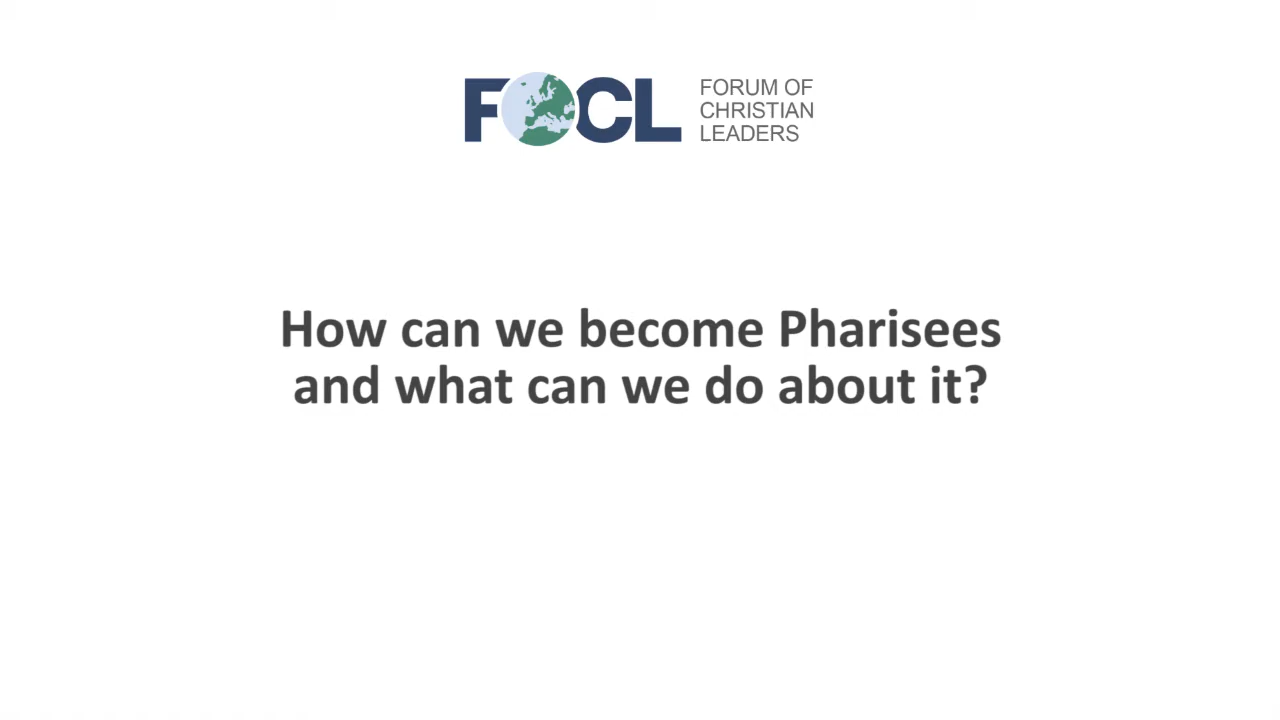 FOCL
FORUM OF
CHRISTIAN
LEADERS
How can we become Pharisees
and what can we do about it?